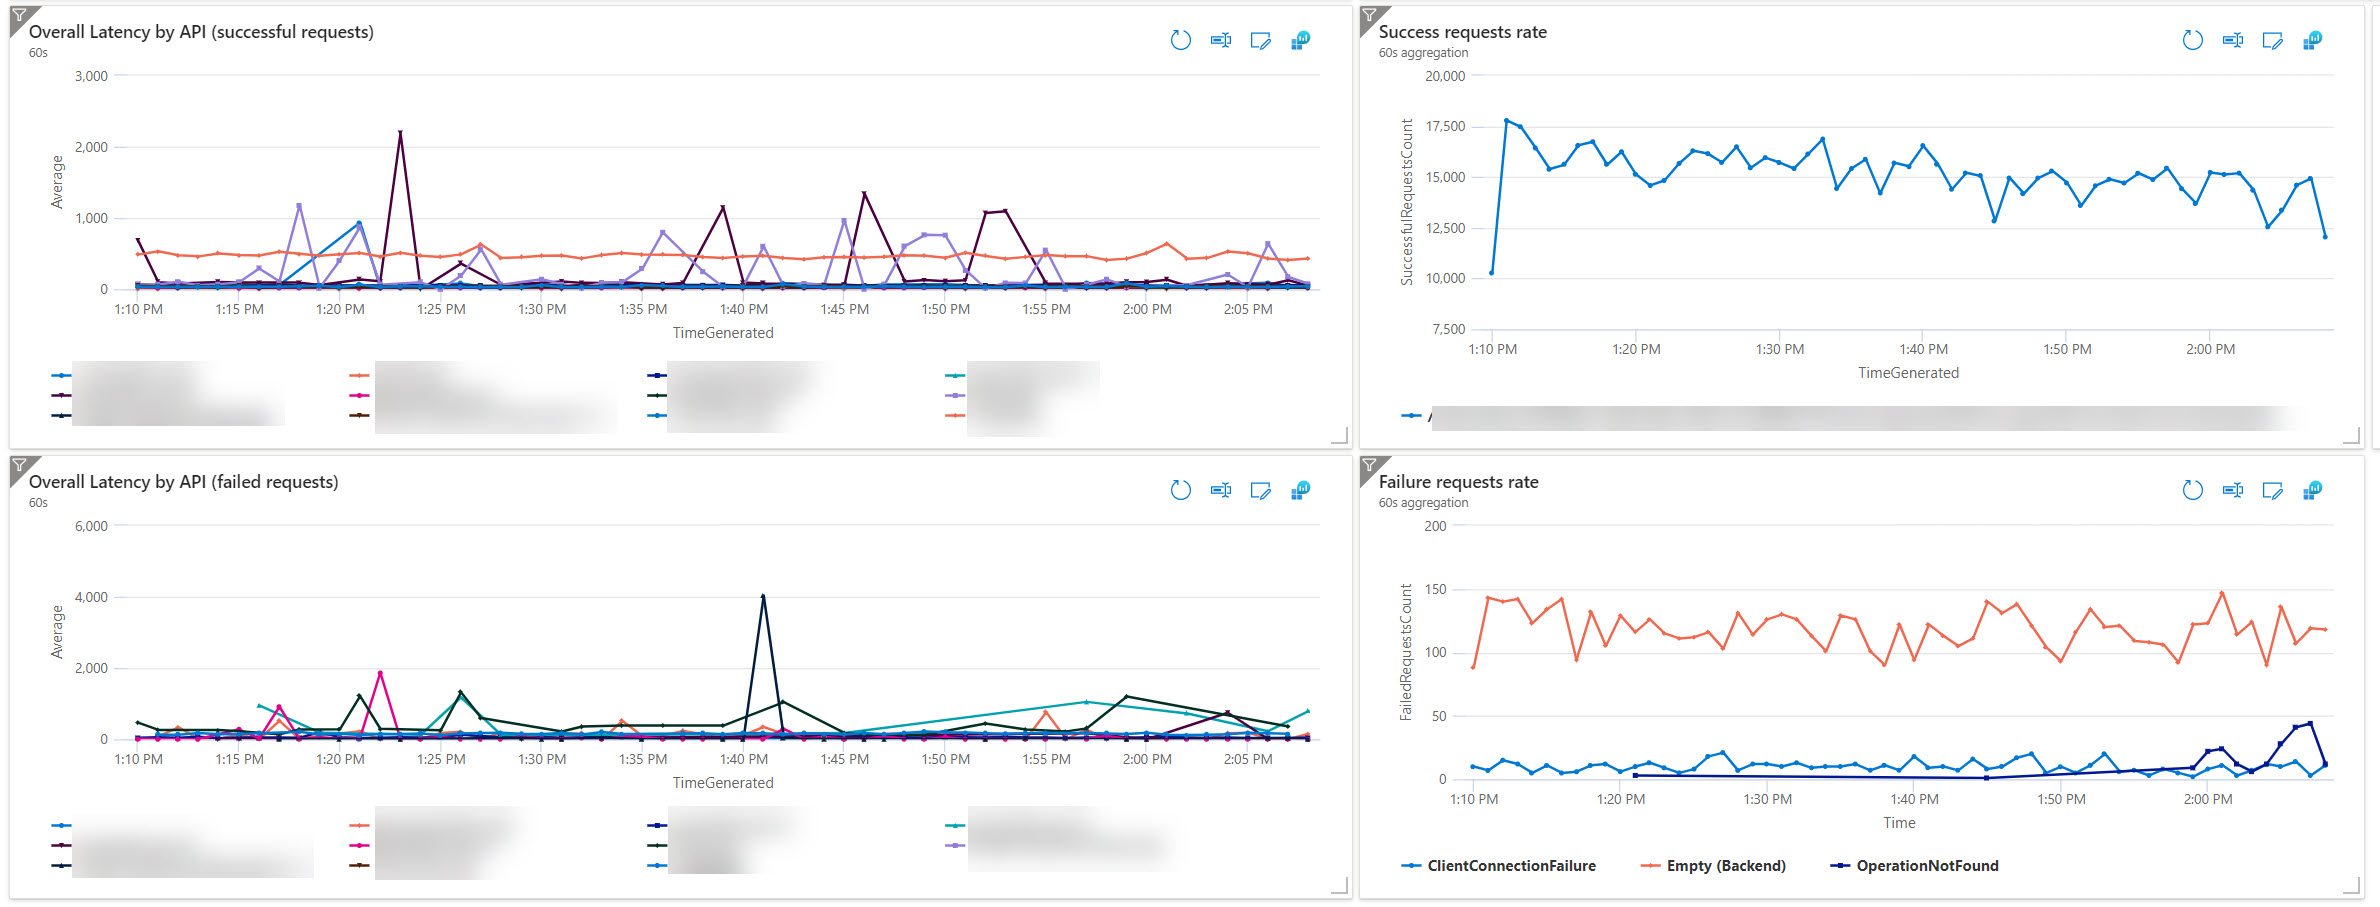 Overall Latency by API (successful requests)
60s
3,000
2,000
1,000
0
Average
1:10 PM 1:15 PM 1:20 PM 1:25 PM 1:30 PM 1:35 PM 1:40 PM 1:45 PM 1:50 PM 1:55 PM 2:00 PM 2:05 PM
TimeGenerated
Success requests rate
60s aggregation
20,000
17,500
15,000
12,500
10,000
7,500
SuccessfulRequestsCount
1:10 PM 1:20 PM 1:30 PM 1:40 PM 1:50 PM 2:00 PM
TimeGenerated
Overall Latency by API (failed requests)
60s
6,000
4,000
2,000
0
Average
1:10 PM 1:15 PM 1:20 PM 1:25 PM 1:30 PM 1:35 PM 1:40 PM 1:45 PM 1:50 PM 1:55 PM 2:00 PM 2:05 PM
TimeGenerated
Failure requests rate
60s aggregation
200
150
100
50
0
FailedRequestsCount
1:10 PM 1:20 PM 1:30 PM 1:40 PM 1:50 PM 2:00 PM
Time
ClientConnectionFailure Empty (Backend) OperationNotFound